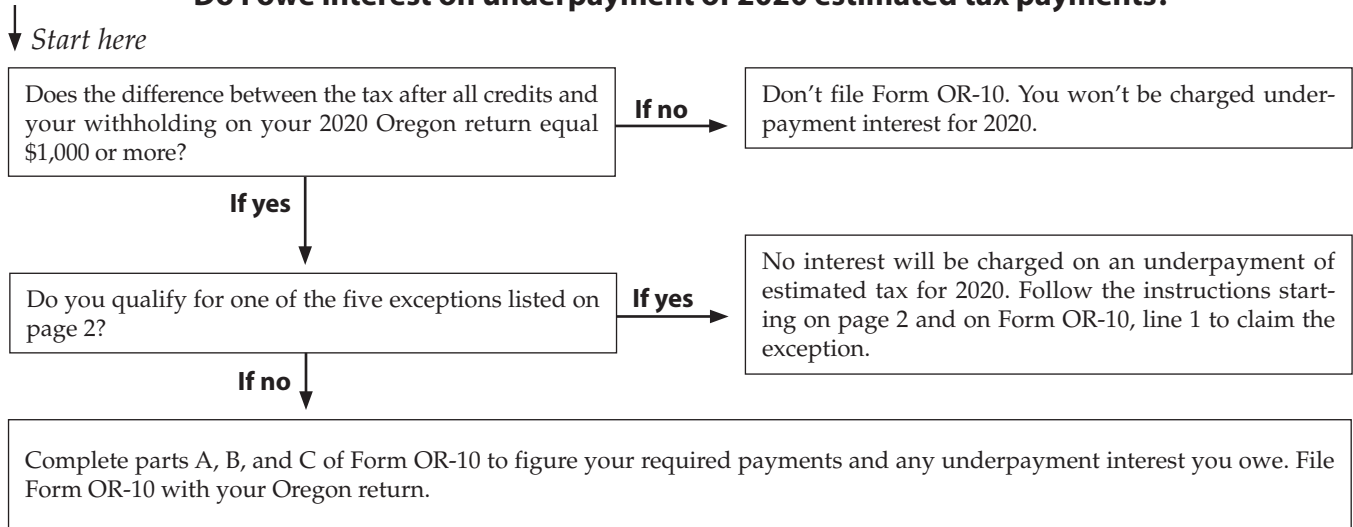 Do I owe interest on underpayment of 2020 estimated tax payments?
Start here
Does the difference between the tax after all credits and
your withholding on your 2020 Oregon return equal
$1,000 or more?
If no
Don't file Form OR-10. You won't be charged under-
payment interest for 2020.
If yes
Do you qualify for one of the five exceptions listed on
page 2?
If yes
No interest will be charged on an underpayment of
estimated tax for 2020. Follow the instructions start-
ing on page 2 and on Form OR-10, line 1 to claim the
exception.
If no
Complete parts A, B, and C of Form OR-10 to figure your required payments and any underpayment interest you owe. File
Form OR-10 with your Oregon return.